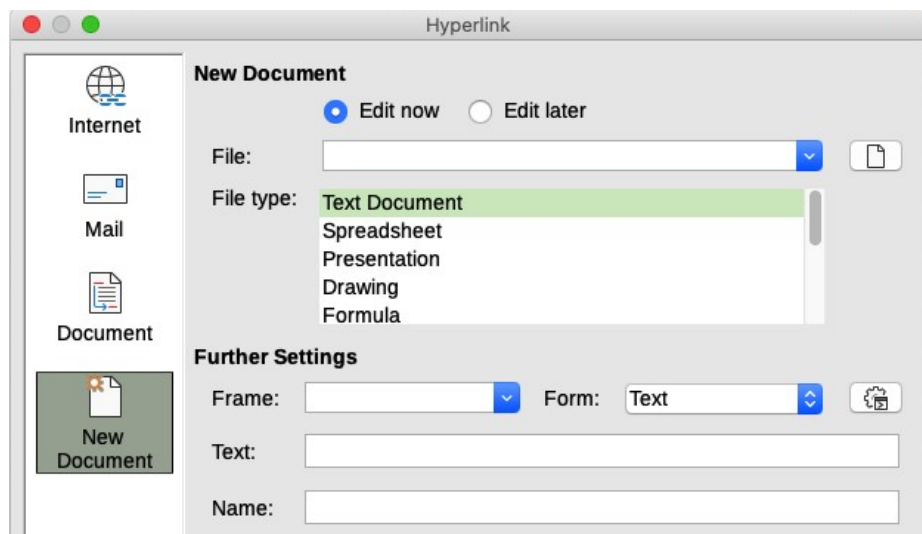 Hyperlink
Internet
Mail
Document
New
Document
New Document
Edit now Edit later
File:
File type: Text Document
Spreadsheet
Presentation
Drawing
Formula
Further Settings
Frame: Form: Text
Text:
Name: